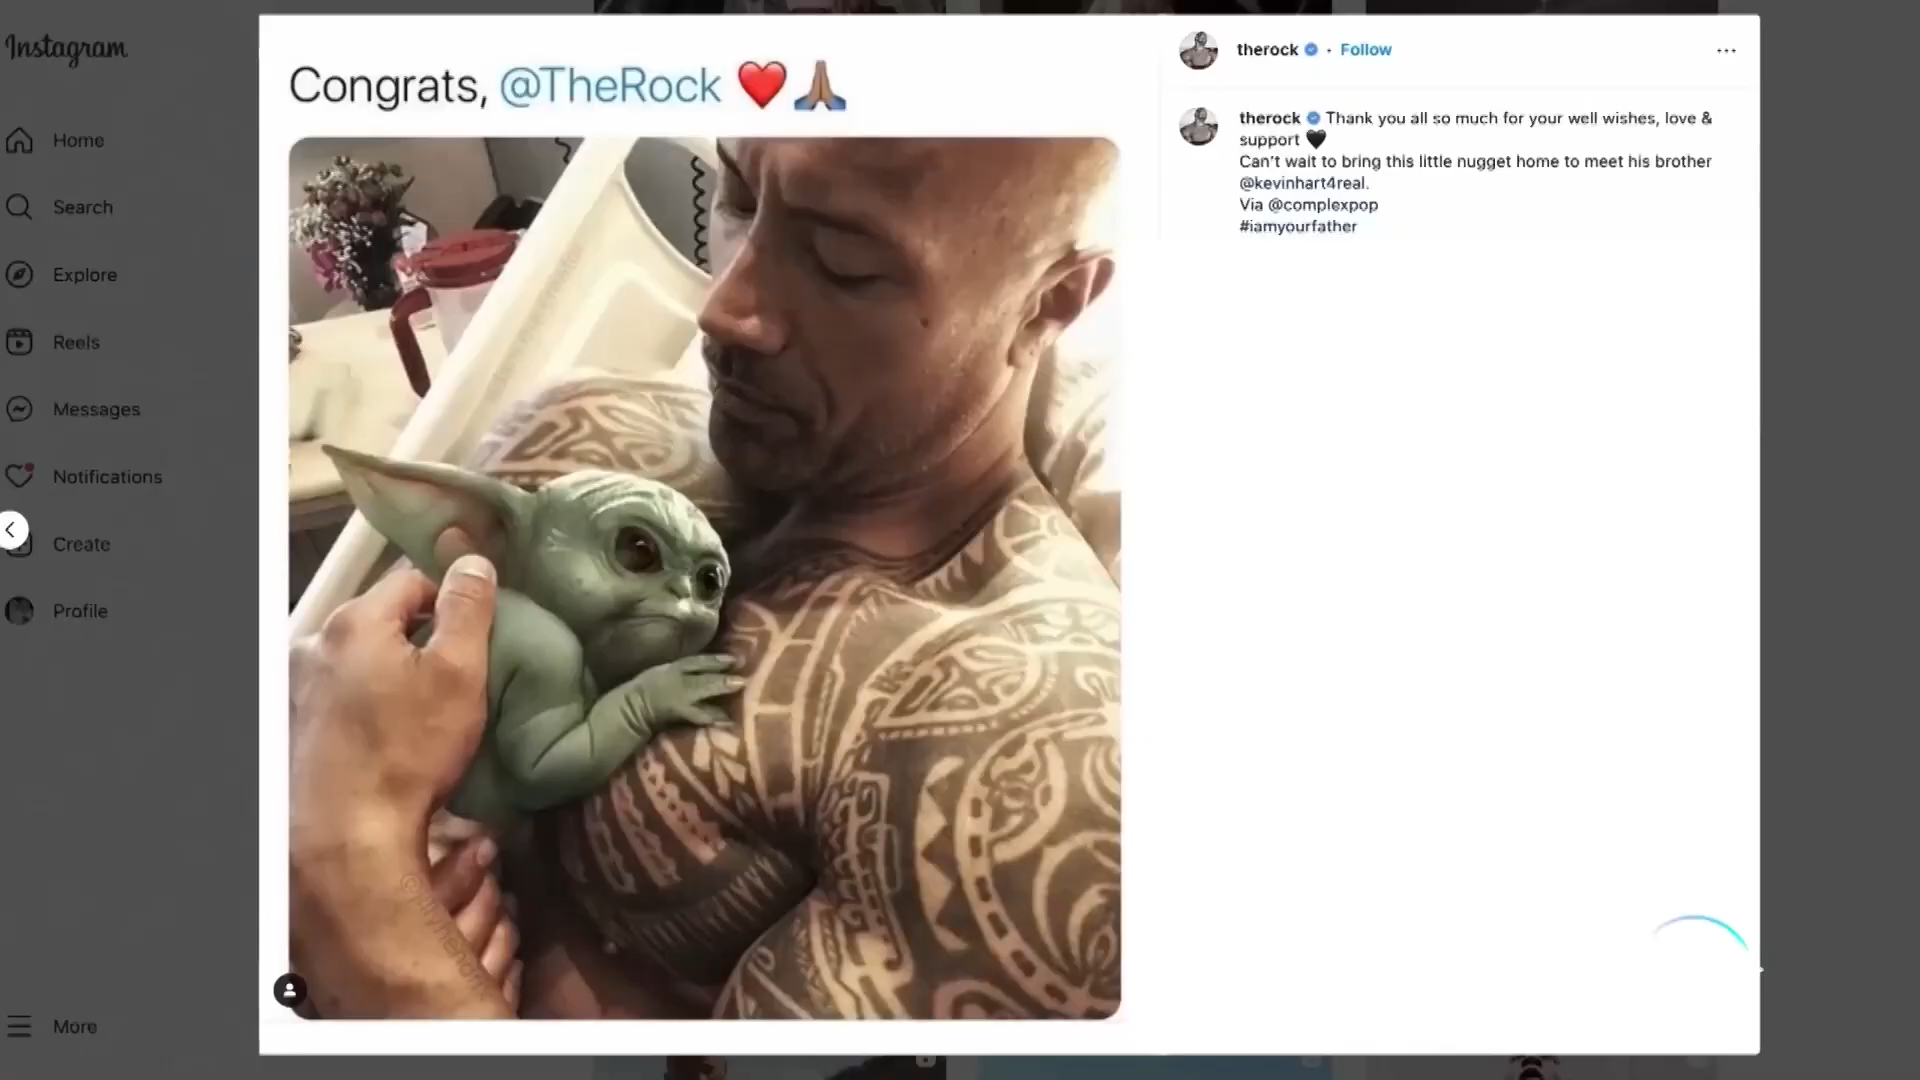 Instagram
Home
Search
Explore
Reels
Messages
Notifications
Create
Profile
More
Congrats, @TheRock ❤️🙏🏽
therock • Follow
therock Thank you all so much for your well wishes, love &
support 🖤
Can't wait to bring this little nugget home to meet his brother
@kevinhart4real.
Via @complexpop
#iamyourfather